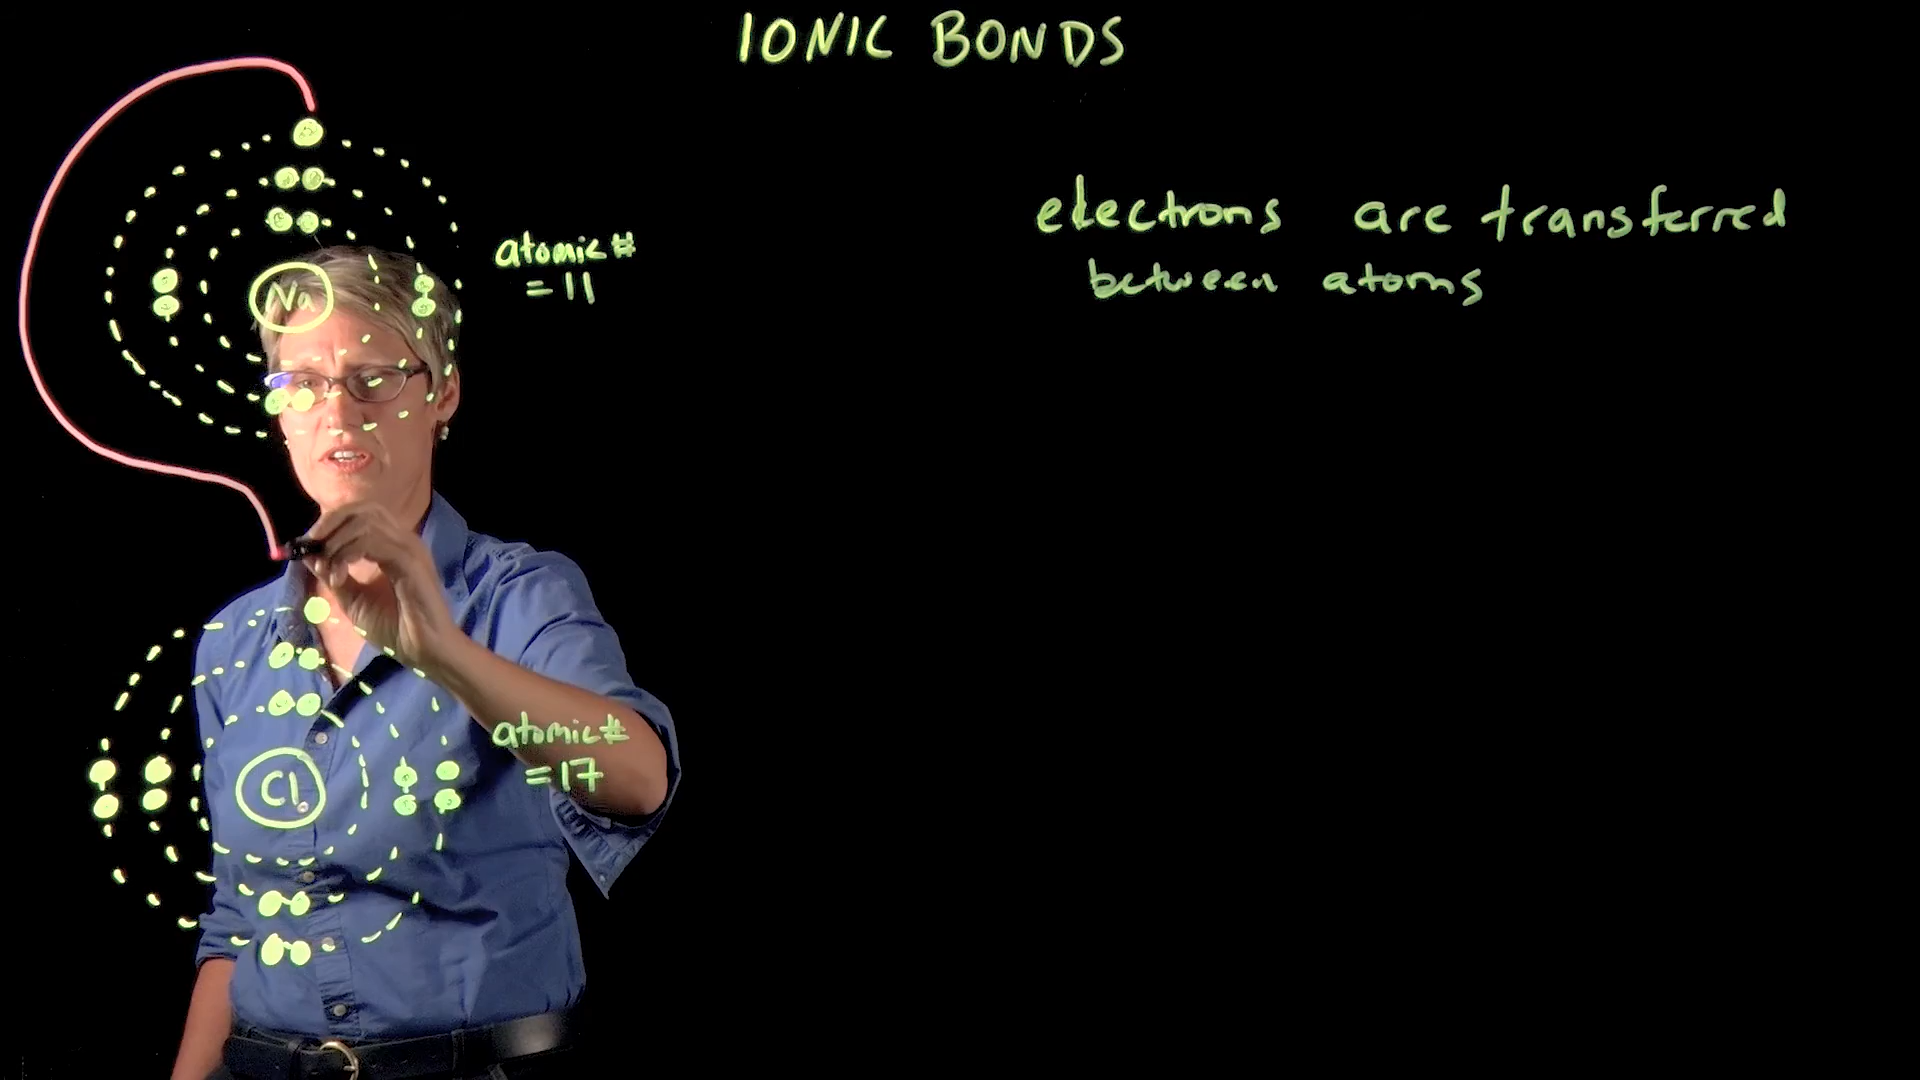 IONIC BONDS
electrons are transferred
between atoms
Na
atomic #
= 11
Cl
atomic #
= 17